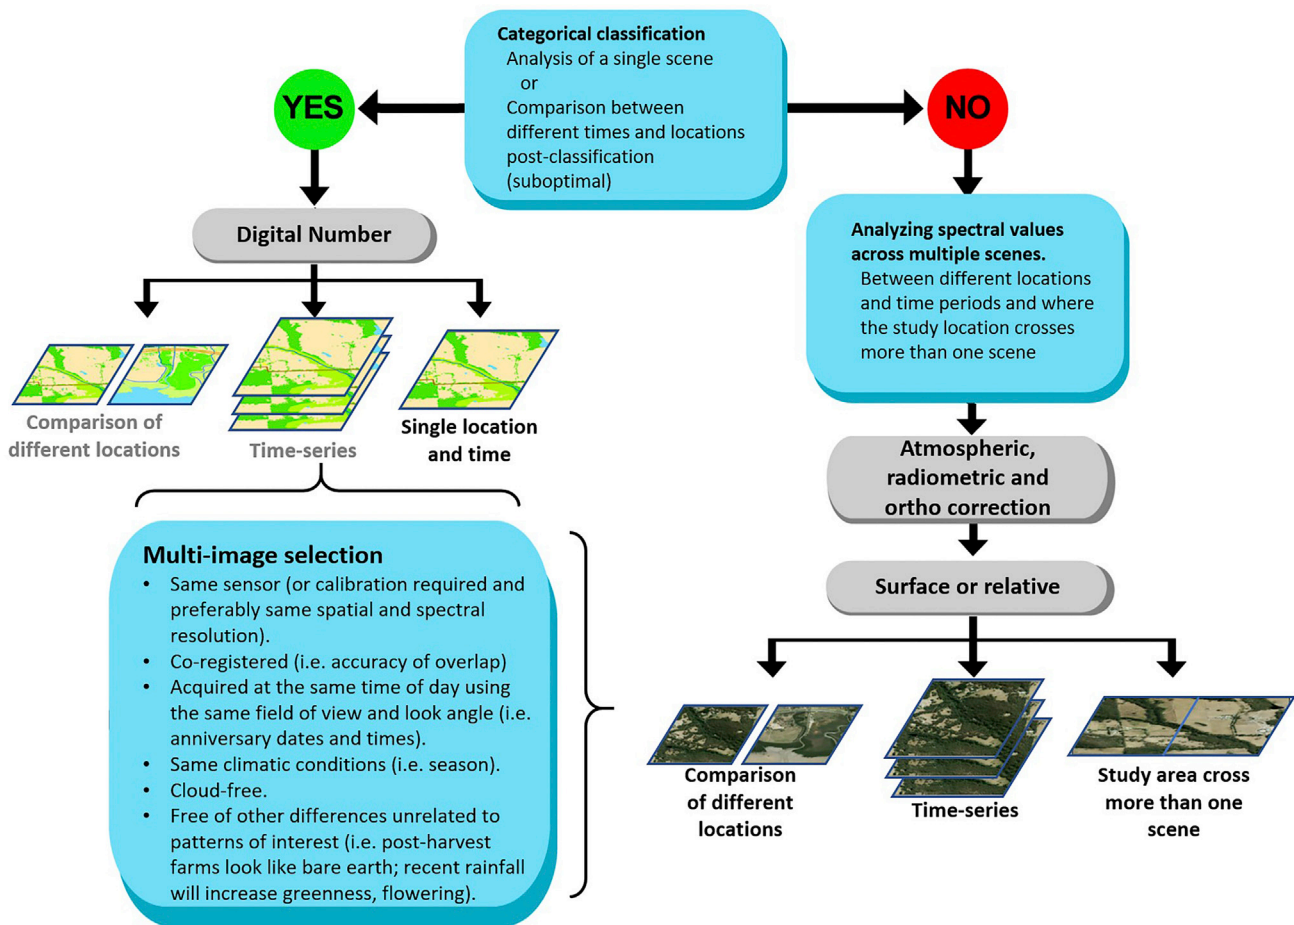 Categorical classification
Analysis of a single scene
or
Comparison between
different times and locations
post-classification
(suboptimal)
YES
NO
Digital Number
Analyzing spectral values
across multiple scenes.
Between different locations
and time periods and where
the study location crosses
more than one scene
Comparison of
different locations
Time-series
Single location
and time
Atmospheric,
radiometric and
ortho correction
Surface or relative
Multi-image selection
• Same sensor (or calibration required and
preferably same spatial and spectral
resolution).
• Co-registered (i.e. accuracy of overlap)
• Acquired at the same time of day using
the same field of view and look angle (i.e.
anniversary dates and times).
• Same climatic conditions (i.e. season).
• Cloud-free.
• Free of other differences unrelated to
patterns of interest (i.e. post-harvest
farms look like bare earth; recent rainfall
will increase greenness, flowering).
Comparison
of different
locations
Time-series
Study area cross
more than one
scene